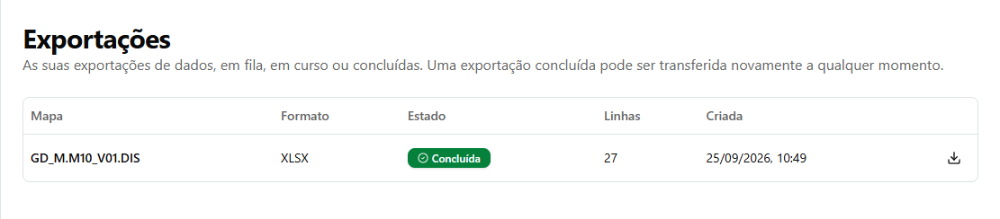 Exportações
As suas exportações de dados, em fila, em curso ou concluídas. Uma exportação concluída pode ser transferida novamente a qualquer momento.
Mapa Formato Estado Linhas Criada
GD_M.M10_V01.DIS XLSX Concluída 27 25/09/2026, 10:49